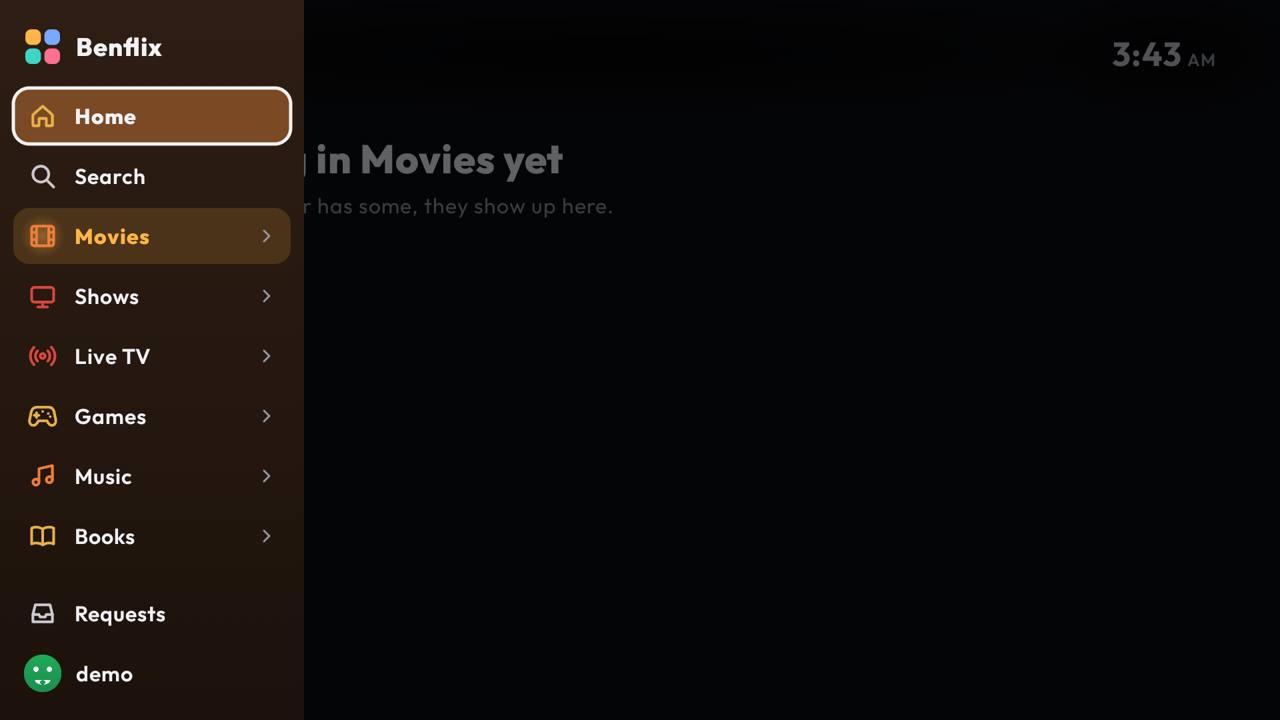 Benflix
3:43 AM
Home
in Movies yet
Search
has some, they show up here.
Movies
Shows
Live TV
Games
Music
Books
Requests
demo